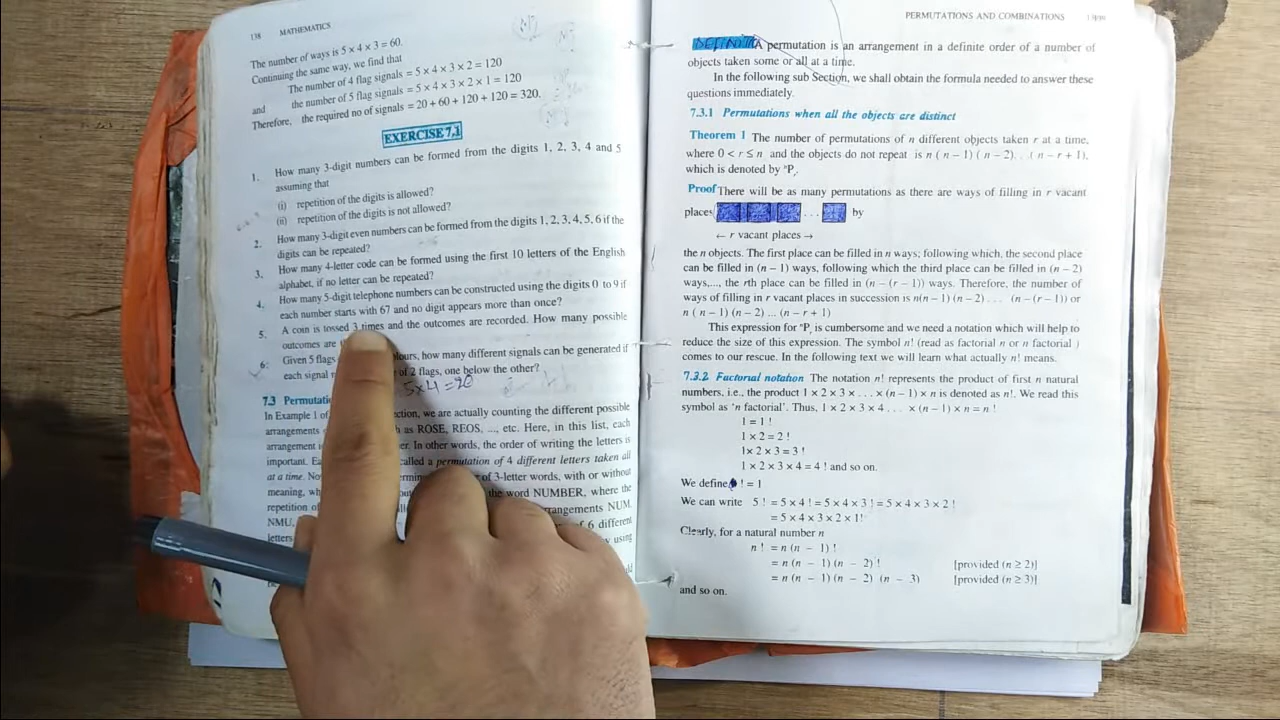 138 MATHEMATICS
The number of ways is 5 × 4 × 3 = 60.
Continuing the same way, we find that
The number of 4 flag signals = 5 × 4 × 3 × 2 = 120
and the number of 5 flag signals = 5 × 4 × 3 × 2 × 1 = 120
Therefore, the required no of signals = 20 + 60 + 120 + 120 = 320.
EXERCISE 7.1
1. How many 3-digit numbers can be formed from the digits 1, 2, 3, 4 and 5
assuming that
(i) repetition of the digits is allowed?
(ii) repetition of the digits is not allowed?
2. How many 3-digit even numbers can be formed from the digits 1, 2, 3, 4, 5, 6 if the
digits can be repeated?
3. How many 4-letter code can be formed using the first 10 letters of the English
alphabet, if no letter can be repeated?
4. How many 5-digit telephone numbers can be constructed using the digits 0 to 9 if
each number starts with 67 and no digit appears more than once?
5. A coin is tossed 3 times and the outcomes are recorded. How many possible
outcomes are
6. Given 5 flags how many different signals can be generated if
each signal of 2 flags, one below the other?
5×4 =20
7.3
In Example 1 of we are actually counting the different possible
arrangements as ROSE, REOS, ..., etc. Here, in this list, each
arrangement In other words, the order of writing the letters is
important. called a permutation of 4 different letters taken all
at a time. of 3-letter words, with or without
meaning, the word NUMBER, where the
repetition of NUM,
NMU, of 6 different
letters using
PERMUTATIONS AND COMBINATIONS
DEFINITION A permutation is an arrangement in a definite order of a number of
objects taken some or all at a time.
In the following sub Section, we shall obtain the formula needed to answer these
questions immediately.
7.3.1 Permutations when all the objects are distinct
Theorem 1 The number of permutations of n different objects taken r at a time,
where 0 < r ≤ n and the objects do not repeat is n ( n − 1) ( n − 2). . .( n − r + 1),
which is denoted by ⁿPᵣ.
Proof There will be as many permutations as there are ways of filling in r vacant
places . . . by
← r vacant places →
the n objects. The first place can be filled in n ways; following which, the second place
can be filled in (n − 1) ways, following which the third place can be filled in (n − 2)
ways,..., the rth place can be filled in (n − (r − 1)) ways. Therefore, the number of
ways of filling in r vacant places in succession is n(n − 1) (n − 2) . . . (n − (r − 1)) or
n ( n − 1) (n − 2) ... (n − r + 1)
This expression for ⁿPᵣ is cumbersome and we need a notation which will help to
reduce the size of this expression. The symbol n! (read as factorial n or n factorial )
comes to our rescue. In the following text we will learn what actually n! means.
7.3.2 Factorial notation The notation n! represents the product of first n natural
numbers, i.e., the product 1 × 2 × 3 × . . . × (n − 1) × n is denoted as n!. We read this
symbol as ‘n factorial’. Thus, 1 × 2 × 3 × 4 . . . × (n − 1) × n = n !
1 = 1 !
1 × 2 = 2 !
1× 2 × 3 = 3 !
1 × 2 × 3 × 4 = 4 ! and so on.
We define ! = 1
We can write 5 ! = 5 × 4 ! = 5 × 4 × 3 ! = 5 × 4 × 3 × 2 !
= 5 × 4 × 3 × 2 × 1!
Clearly, for a natural number n
n ! = n (n − 1) !
= n (n − 1) (n − 2) ! [provided (n ≥ 2)]
= n (n − 1) (n − 2) (n − 3) [provided (n ≥ 3)]
and so on.